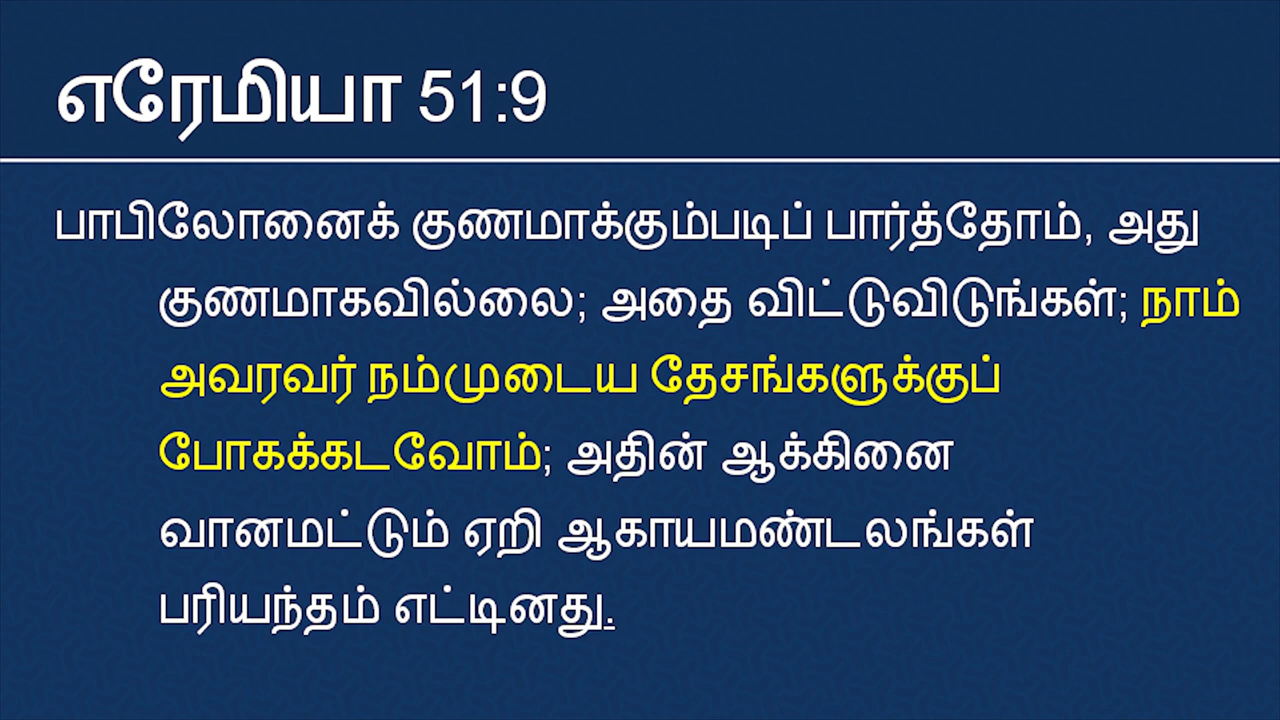 எரேமியா 51:9
பாபிலோனைக் குணமாக்கும்படிப் பார்த்தோம், அது
குணமாகவில்லை; அதை விட்டுவிடுங்கள்; நாம்
அவரவர் நம்முடைய தேசங்களுக்குப்
போகக்கடவோம்; அதின் ஆக்கினை
வானமட்டும் ஏறி ஆகாயமண்டலங்கள்
பரியந்தம் எட்டினது.